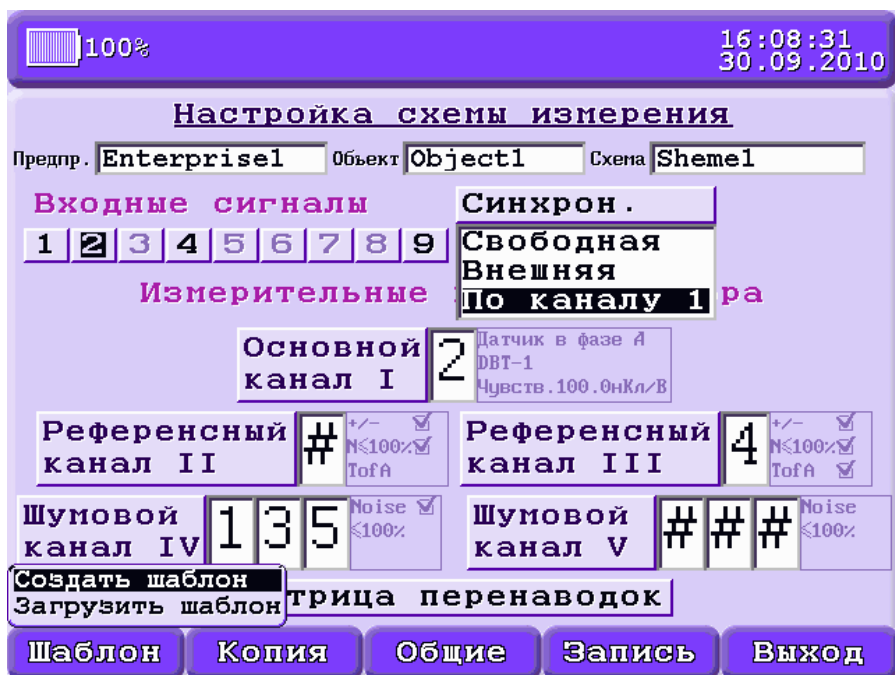 100%
16:08:31
30.09.2010
Настройка схемы измерения
Предпр. Enterprise1 Объект Object1 Схема Sheme1
Входные сигналы
Синхрон.
1 2 3 4 5 6 7 8 9
Свободная
Внешняя
По каналу 1
Измерительные
ра
Основной
канал I
2
Датчик в фазе А
DBT-1
Чувств.100.0нКл/В
Референсный
канал II
#
+/-
N≤100%
TofA
Референсный
канал III
4
+/-
N≤100%
TofA
Шумовой
канал IV
1 3 5
Noise
≤100%
Шумовой
канал V
# # #
Noise
≤100%
Создать шаблон
Загрузить шаблон
трица перенаводок
Шаблон Копия Общие Запись Выход